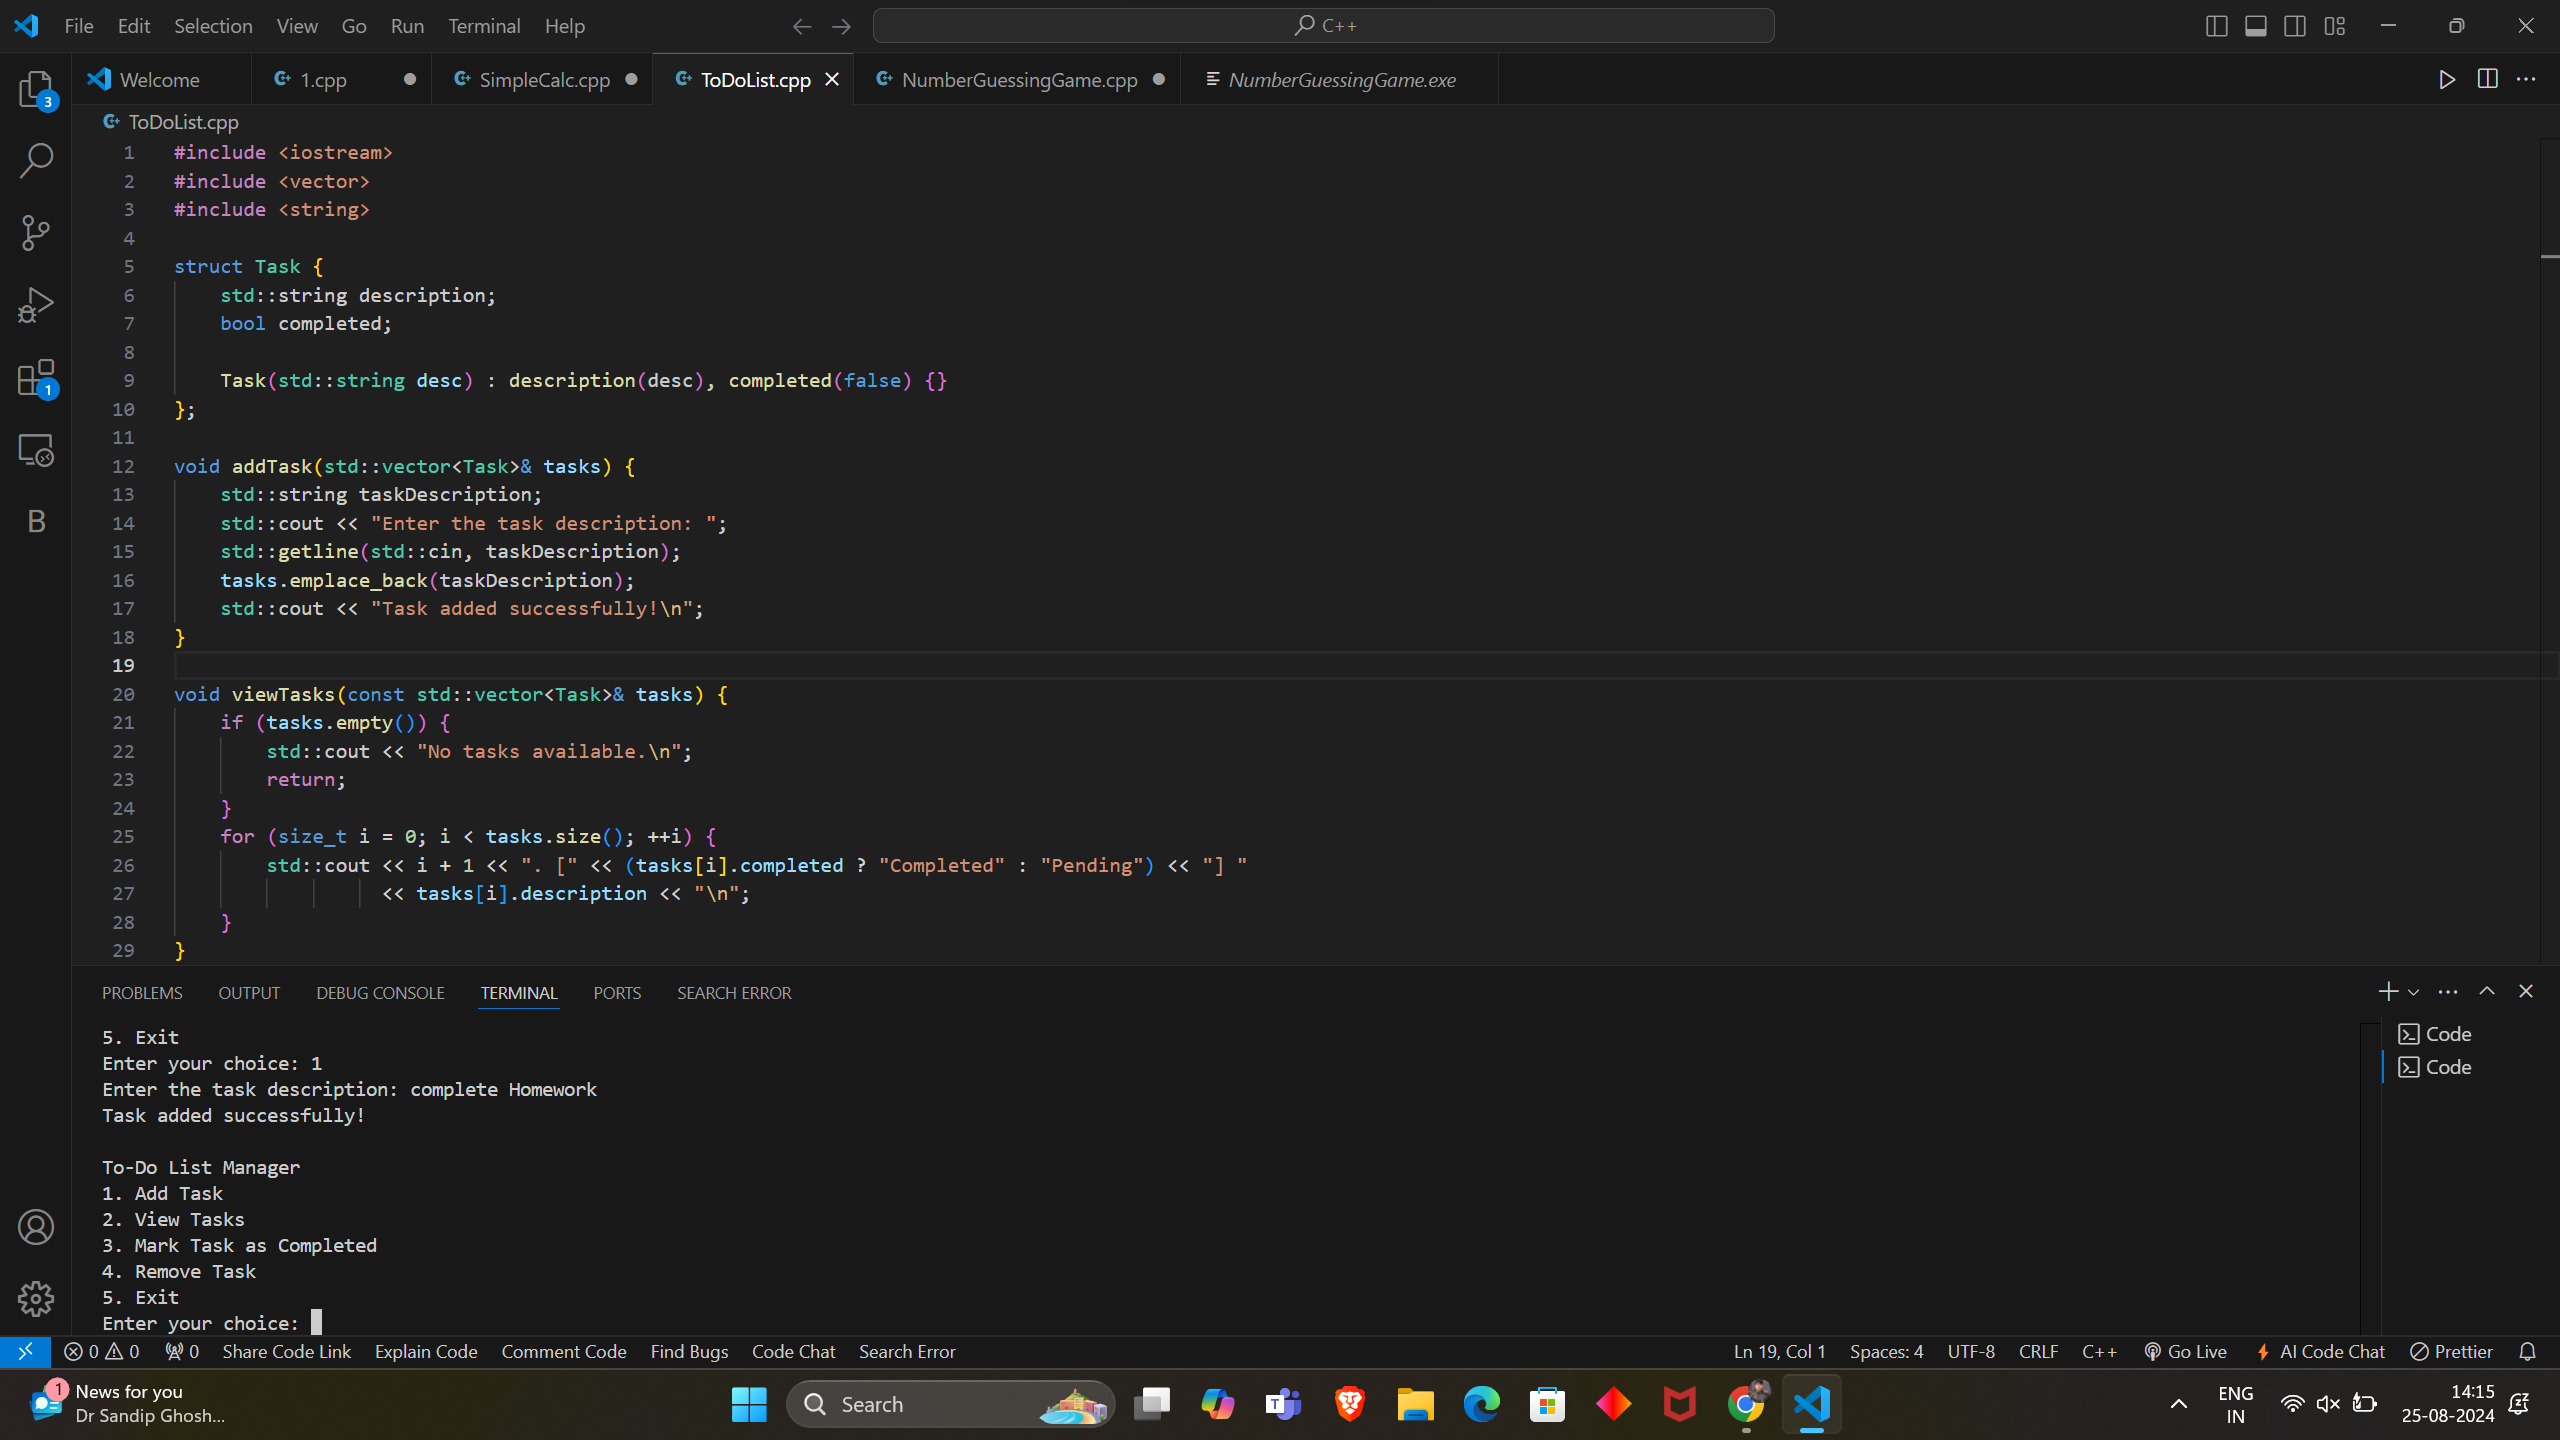 File Edit Selection View Go Run Terminal Help
C++
Welcome 1.cpp SimpleCalc.cpp ToDoList.cpp NumberGuessingGame.cpp NumberGuessingGame.exe
ToDoList.cpp
1 #include <iostream>
2 #include <vector>
3 #include <string>
4
5 struct Task {
6 std::string description;
7 bool completed;
8
9 Task(std::string desc) : description(desc), completed(false) {}
10 };
11
12 void addTask(std::vector<Task>& tasks) {
13 std::string taskDescription;
14 std::cout << "Enter the task description: ";
15 std::getline(std::cin, taskDescription);
16 tasks.emplace_back(taskDescription);
17 std::cout << "Task added successfully!\n";
18 }
19
20 void viewTasks(const std::vector<Task>& tasks) {
21 if (tasks.empty()) {
22 std::cout << "No tasks available.\n";
23 return;
24 }
25 for (size_t i = 0; i < tasks.size(); ++i) {
26 std::cout << i + 1 << ". [" << (tasks[i].completed ? "Completed" : "Pending") << "] "
27 << tasks[i].description << "\n";
28 }
29 }
3
1
B
PROBLEMS OUTPUT DEBUG CONSOLE TERMINAL PORTS SEARCH ERROR
5. Exit
Enter your choice: 1
Enter the task description: complete Homework
Task added successfully!

To-Do List Manager
1. Add Task
2. View Tasks
3. Mark Task as Completed
4. Remove Task
5. Exit
Enter your choice:
Code
Code
0 0 0 Share Code Link Explain Code Comment Code Find Bugs Code Chat Search Error Ln 19, Col 1 Spaces: 4 UTF-8 CRLF C++ Go Live AI Code Chat Prettier
1 News for you
Dr Sandip Ghosh...
Search
ENG
IN
14:15
25-08-2024